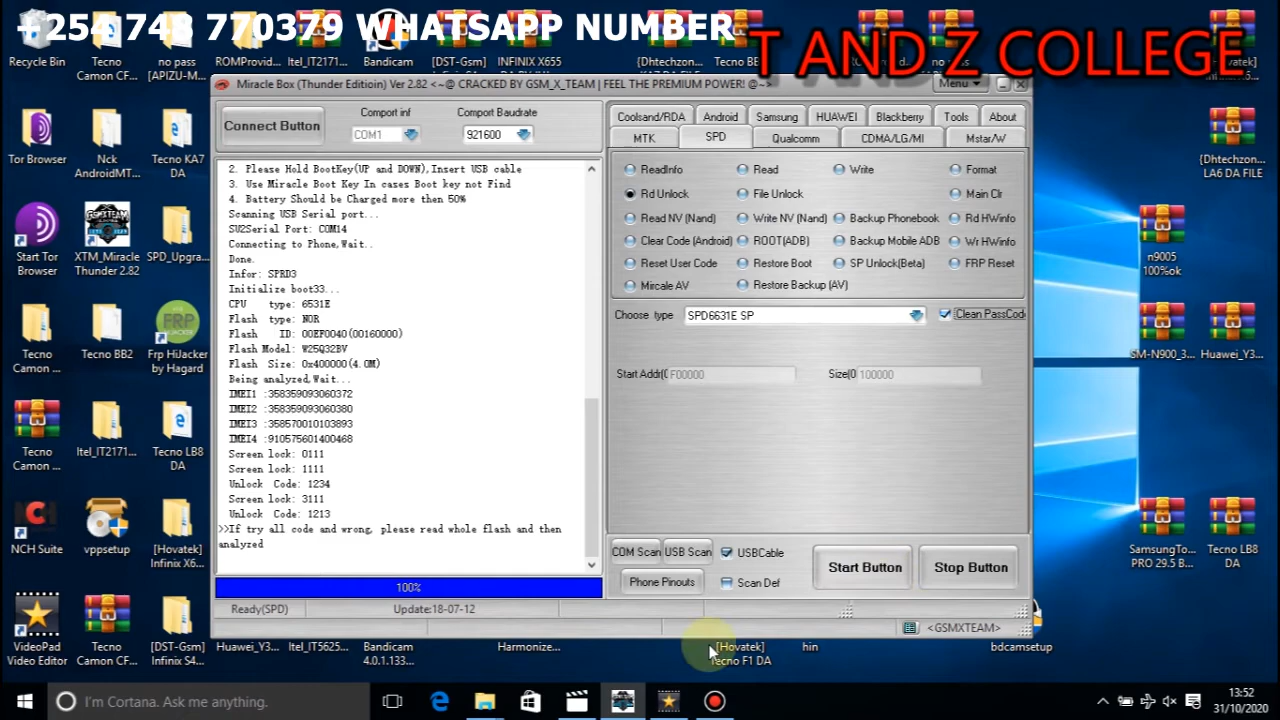 +254 748 770379 WHATSAPP NUMBER
T AND Z COLLEGE
Recycle Bin
Tecno Camon CF...
no pass [APIZU-M...
ROMProvid...
Itel_IT2171...
Bandicam
[DST-Gsm]
INFINIX X655
{Dhtechzon...
Tecno BB...
Miracle Box (Thunder Editioin) Ver 2.82 <~@ CRACKED BY GSM_X_TEAM | FEEL THE PREMIUM POWER! @~>
Menu
Connect Button
Comport inf
COM1
Comport Baudrate
921600
Coolsand/RDA
Android
Samsung
HUAWEI
Blackberry
Tools
About
MTK
SPD
Qualcomm
CDMA/LG/MI
Mstar/W
2. Please Hold BootKey(UP and DOWN),Insert USB cable
3. Use Miracle Boot Key In cases Boot key not Find
4. Battery Should be Charged more then 50%
Scanning USB Serial port...
SU2Serial Port: COM14
Connecting to Phone,Wait..
Done.
Infor: SPRD3
Initialize boot33...
CPU type: 6531E
Flash type: NOR
Flash ID: 00EF0040(00160000)
Flash Model: W25Q32BV
Flash Size: 0x400000(4.0M)
Being analyzed,Wait...
IMEI1 :358359093060372
IMEI2 :358359093060380
IMEI3 :358570010103893
IMEI4 :910575601400468
Screen lock: 0111
Screen lock: 1111
Unlock Code: 1234
Screen lock: 3111
Unlock Code: 1213
>>If try all code and wrong, please read whole flash and then
analyzed
100%
Ready(SPD)
Update:18-07-12
<GSMXTEAM>
ReadInfo
Read
Write
Format
Rd Unlock
File Unlock
Main Clr
Read NV (Nand)
Write NV (Nand)
Backup Phonebook
Rd HWinfo
Clear Code (Android)
ROOT(ADB)
Backup Mobile ADB
Wr HWinfo
Reset User Code
Restore Boot
SP Unlock(Beta)
FRP Reset
Mircale AV
Restore Backup (AV)
Choose type
SPD6631E SP
Clean PassCod
Start Addr(0
F00000
Size(0
100000
COM Scan
USB Scan
USBCable
Phone Pinouts
Scan Def
Start Button
Stop Button
Tor Browser
Nck AndroidMT...
Tecno KA7 DA
Start Tor Browser
XTM_Miracle Thunder 2.82
SPD_Upgra...
Tecno Camon ...
Tecno BB2
Frp HiJacker by Hagard
Tecno Camon ...
Itel_IT2171...
Tecno LB8 DA
NCH Suite
vppsetup
[Hovatek] Infinix X6...
VideoPad Video Editor
Tecno Camon CF...
[DST-Gsm] Infinix S4...
Huawei_Y3...
Itel_IT5625...
Bandicam 4.0.1.133...
Harmonize...
[Hovatek] Tecno F1 DA
hin
bdcamsetup
{Dhtechzon... LA6 DA FILE
n9005 100%ok
SM-N900_3...
Huawei_Y3...
SamsungTo... PRO 29.5 B...
Tecno LB8 DA
I'm Cortana. Ask me anything.
13:52
31/10/2020